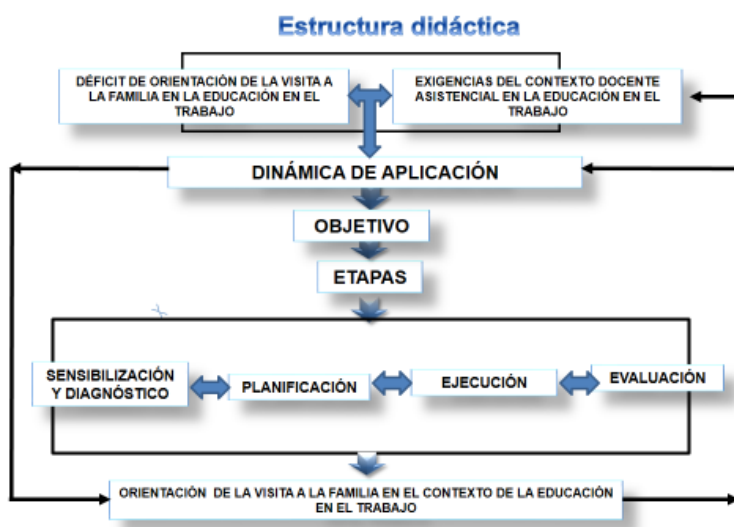 Estructura didáctica
DÉFICIT DE ORIENTACIÓN DE LA VISITA A
LA FAMILIA EN LA EDUCACIÓN EN EL
TRABAJO
EXIGENCIAS DEL CONTEXTO DOCENTE
ASISTENCIAL EN LA EDUCACIÓN EN EL
TRABAJO
DINÁMICA DE APLICACIÓN
OBJETIVO
ETAPAS
SENSIBILIZACIÓN
Y DIAGNÓSTICO
PLANIFICACIÓN
EJECUCIÓN
EVALUACIÓN
ORIENTACIÓN DE LA VISITA A LA FAMILIA EN EL CONTEXTO DE LA EDUCACIÓN
EN EL TRABAJO